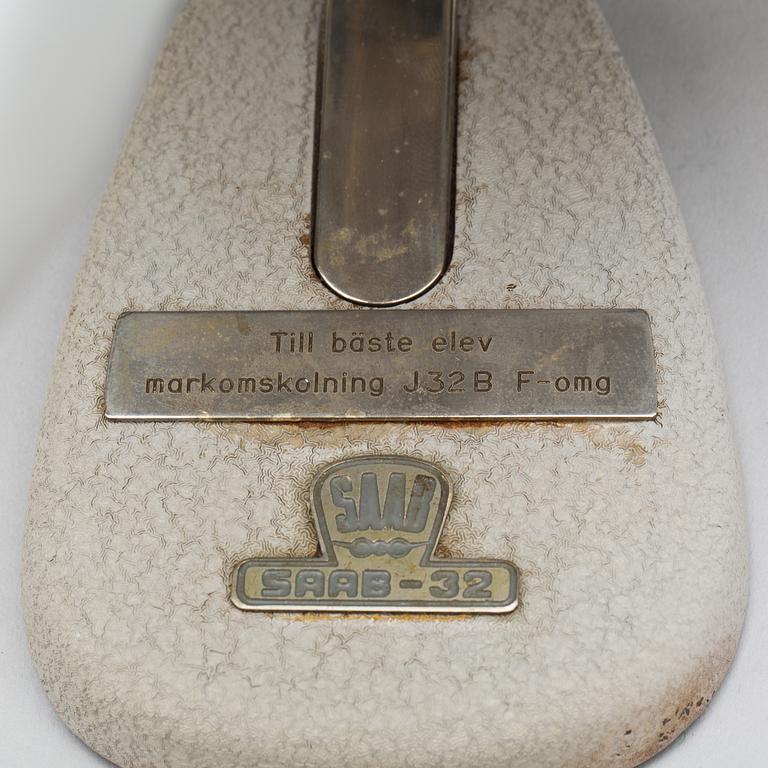 Till bäste elev
markomskolning J32B F-omg
SAAB
SAAB-32